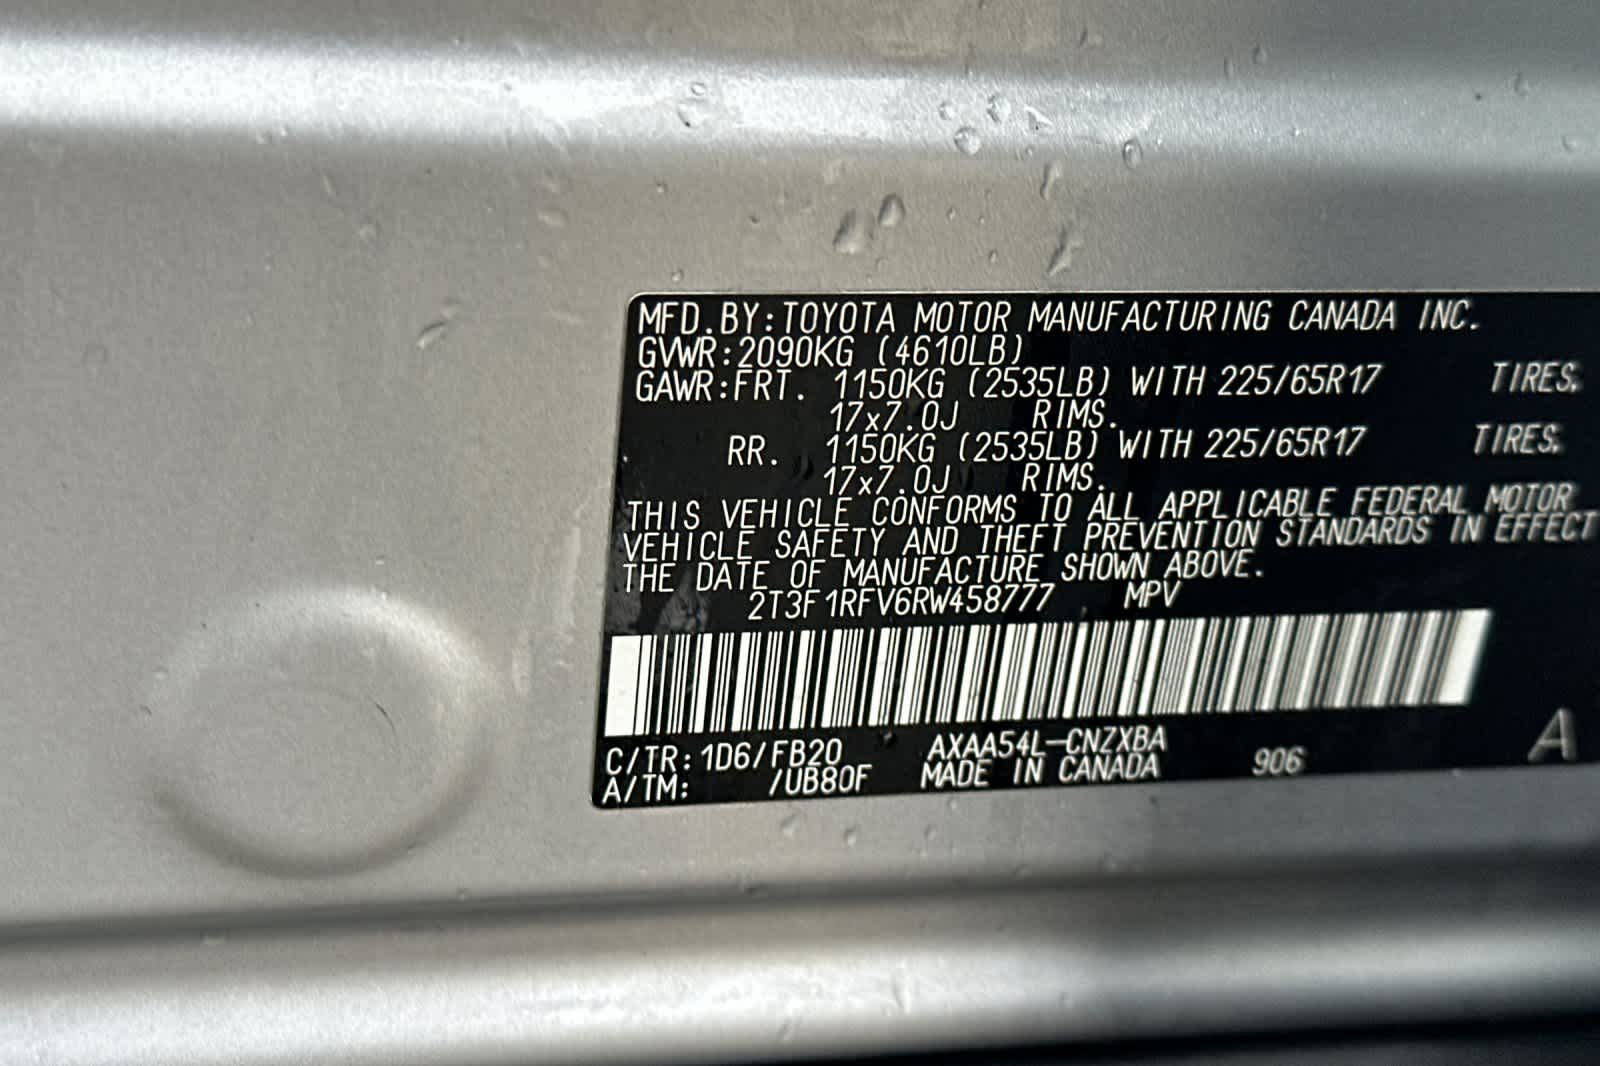 MFD.BY:TOYOTA MOTOR MANUFACTURING CANADA INC.
GVWR:2090KG (4610LB)
GAWR:FRT. 1150KG (2535LB) WITH 225/65R17 TIRES.
17x7.0J RIMS.
RR. 1150KG (2535LB) WITH 225/65R17 TIRES.
17x7.0J RIMS.
THIS VEHICLE CONFORMS TO ALL APPLICABLE FEDERAL MOTOR
VEHICLE SAFETY AND THEFT PREVENTION STANDARDS IN EFFECT
THE DATE OF MANUFACTURE SHOWN ABOVE.
2T3F1RFV6RW458777 MPV
C/TR:1D6/FB20 AXAA54L-CNZXBA 906 A
A/TM: /UB80F MADE IN CANADA